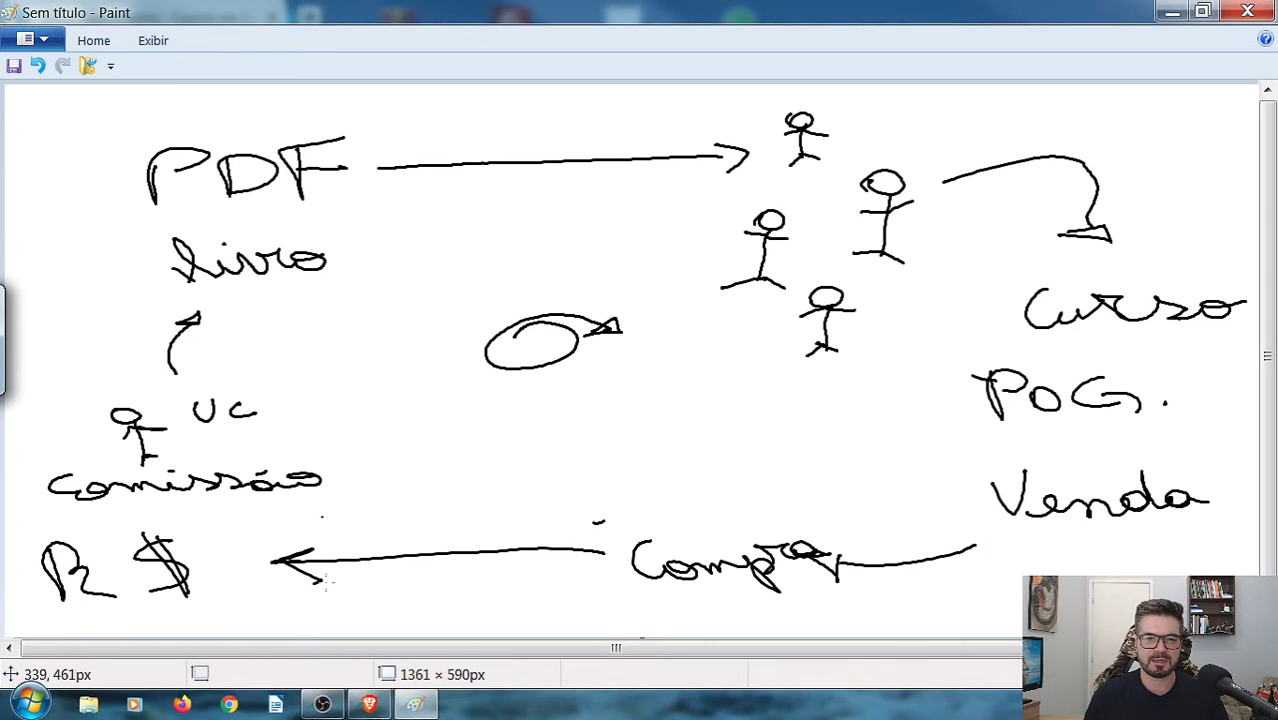 Sem título - Paint
Home Exibir
PDF
livro
Curso
POG.
UC
comissão
Venda
R$
Compra
339, 461px
1361 × 590px